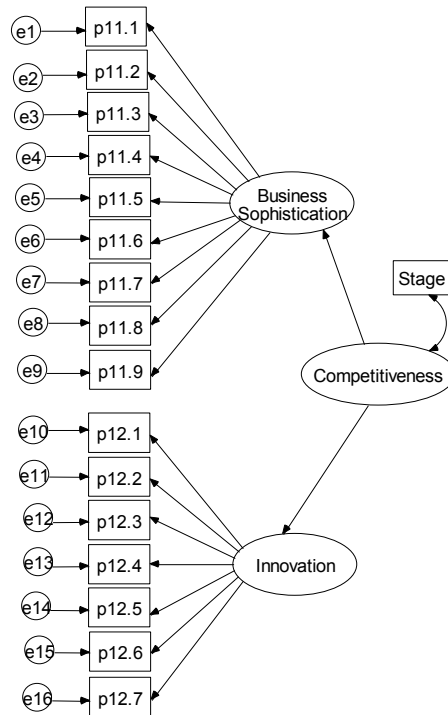 e1 p11.1
e2 p11.2
e3 p11.3
e4 p11.4
e5 p11.5
e6 p11.6
e7 p11.7
e8 p11.8
e9 p11.9
Business
Sophistication
Stage
Competitiveness
e10 p12.1
e11 p12.2
e12 p12.3
e13 p12.4
e14 p12.5
e15 p12.6
e16 p12.7
Innovation